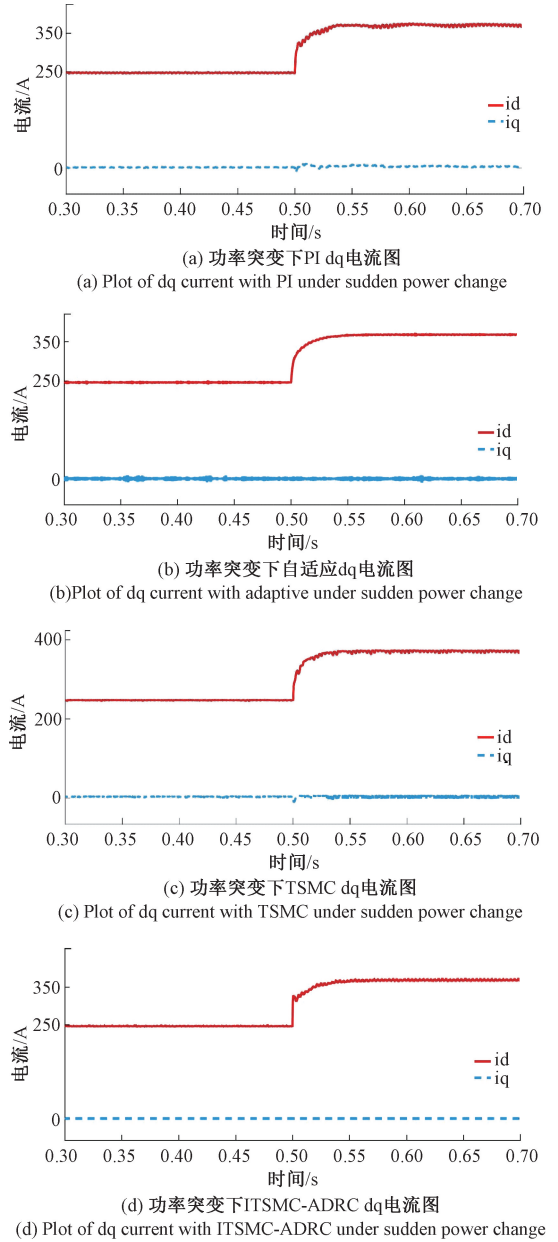 350
250
电流/A
id
iq
0
0.30 0.35 0.40 0.45 0.50 0.55 0.60 0.65 0.70
时间/s
(a) 功率突变下PI dq电流图
(a) Plot of dq current with PI under sudden power change
350
250
电流/A
id
iq
0
0.30 0.35 0.40 0.45 0.50 0.55 0.60 0.65 0.70
时间/s
(b) 功率突变下自适应dq电流图
(b)Plot of dq current with adaptive under sudden power change
400
200
电流/A
id
iq
0
0.30 0.35 0.40 0.45 0.50 0.55 0.60 0.65 0.70
时间/s
(c) 功率突变下TSMC dq电流图
(c) Plot of dq current with TSMC under sudden power change
350
250
电流/A
id
iq
0
0.30 0.35 0.40 0.45 0.50 0.55 0.60 0.65 0.70
时间/s
(d) 功率突变下ITSMC-ADRC dq电流图
(d) Plot of dq current with ITSMC-ADRC under sudden power change